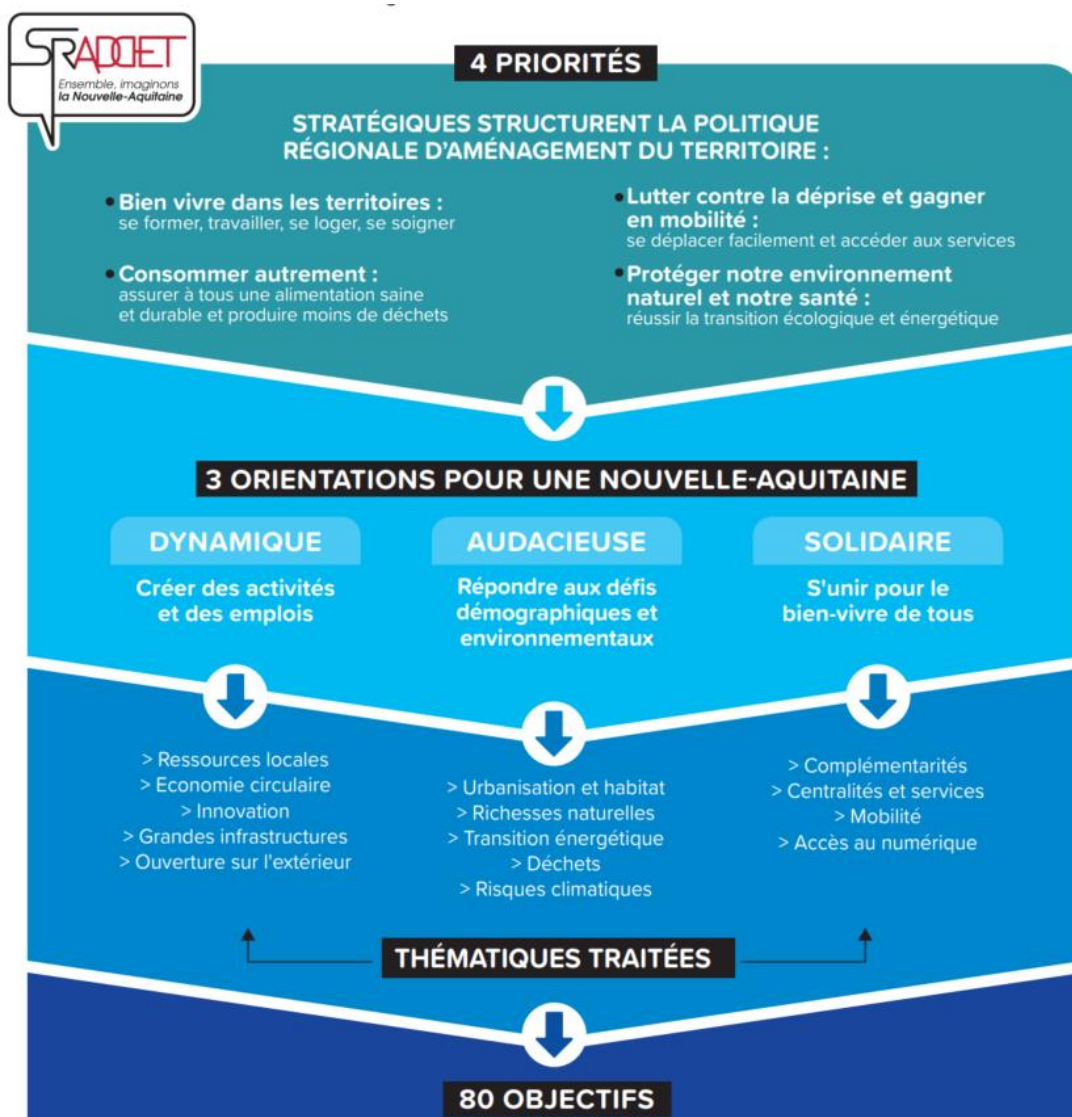 SRADDET
Ensemble, imaginons
la Nouvelle-Aquitaine
4 PRIORITÉS
STRATÉGIQUES STRUCTURENT LA POLITIQUE
RÉGIONALE D'AMÉNAGEMENT DU TERRITOIRE :
• Bien vivre dans les territoires :
se former, travailler, se loger, se soigner
• Consommer autrement :
assurer à tous une alimentation saine
et durable et produire moins de déchets
• Lutter contre la déprise et gagner
en mobilité :
se déplacer facilement et accéder aux services
• Protéger notre environnement
naturel et notre santé :
réussir la transition écologique et énergétique
3 ORIENTATIONS POUR UNE NOUVELLE-AQUITAINE
DYNAMIQUE
Créer des activités
et des emplois
AUDACIEUSE
Répondre aux défis
démographiques et
environnementaux
SOLIDAIRE
S'unir pour le
bien-vivre de tous
> Ressources locales
> Economie circulaire
> Innovation
> Grandes infrastructures
> Ouverture sur l'extérieur
> Urbanisation et habitat
> Richesses naturelles
> Transition énergétique
> Déchets
> Risques climatiques
> Complémentarités
> Centralités et services
> Mobilité
> Accès au numérique
THÉMATIQUES TRAITÉES
80 OBJECTIFS